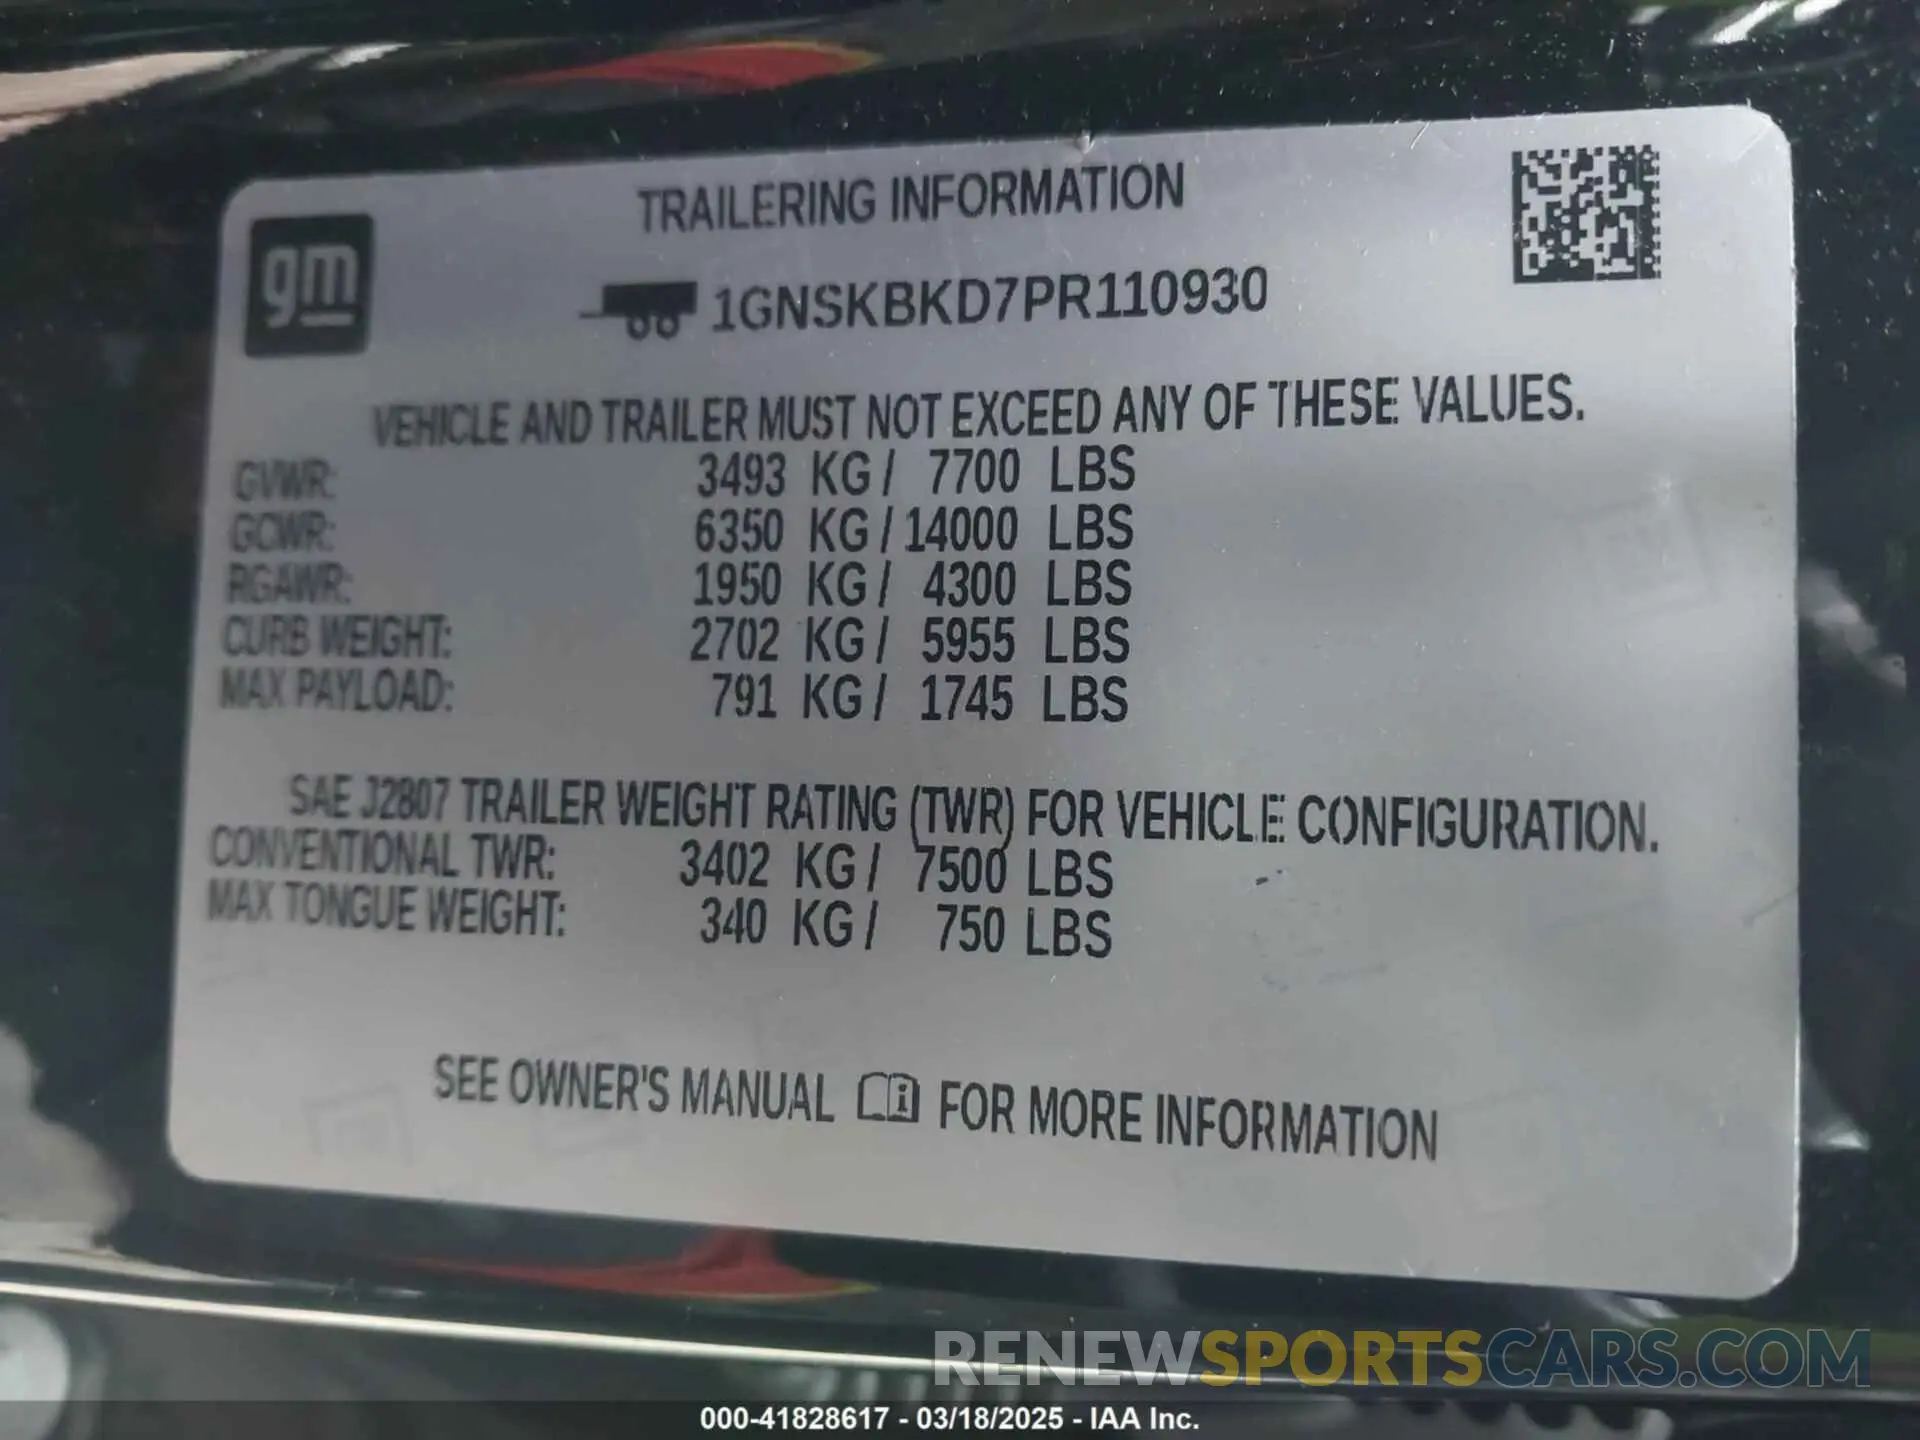 TRAILERING INFORMATION
gm
1GNSKBKD7PR110930
VEHICLE AND TRAILER MUST NOT EXCEED ANY OF THESE VALUES.
GVWR: 3493 KG/ 7700 LBS
GCWR: 6350 KG/14000 LBS
RGAWR: 1950 KG/ 4300 LBS
CURB WEIGHT: 2702 KG/ 5955 LBS
MAX PAYLOAD: 791 KG/ 1745 LBS
SAE J2807 TRAILER WEIGHT RATING (TWR) FOR VEHICLE CONFIGURATION.
CONVENTIONAL TWR: 3402 KG/ 7500 LBS
MAX TONGUE WEIGHT: 340 KG/ 750 LBS
SEE OWNER'S MANUAL i FOR MORE INFORMATION
RENEWSPORTSCARS.COM
000-41828617 - 03/18/2025 - IAA Inc.